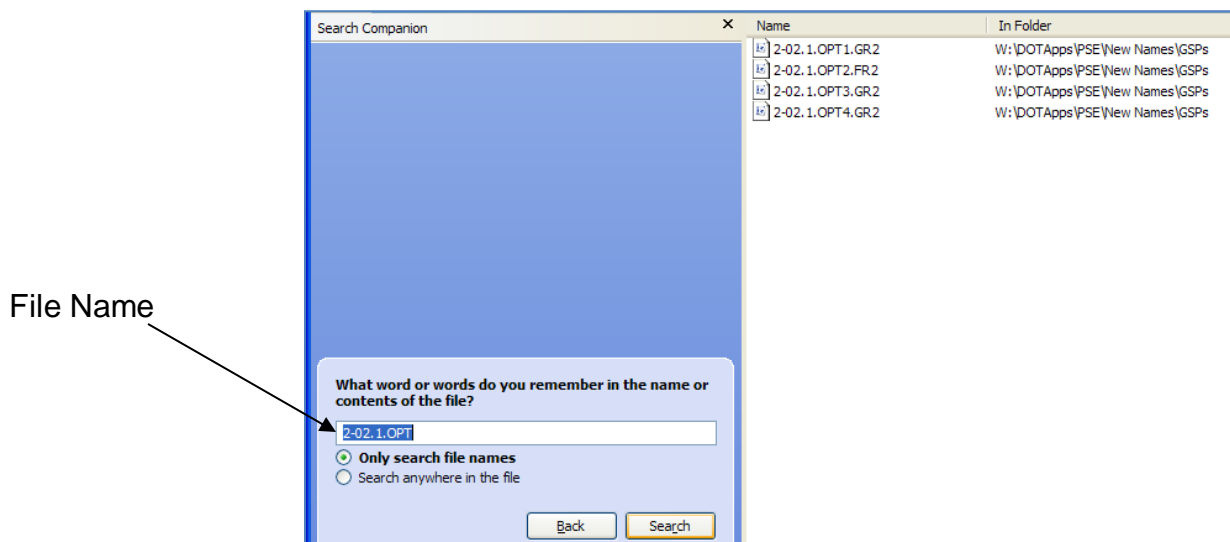 Search Companion
Name In Folder
2-02.1.OPT1.GR2 W:\DOTApps\PSE\New Names\GSPs
2-02.1.OPT2.FR2 W:\DOTApps\PSE\New Names\GSPs
2-02.1.OPT3.GR2 W:\DOTApps\PSE\New Names\GSPs
2-02.1.OPT4.GR2 W:\DOTApps\PSE\New Names\GSPs
File Name
What word or words do you remember in the name or
contents of the file?
2-02.1.OPT
Only search file names
Search anywhere in the file
Back Search